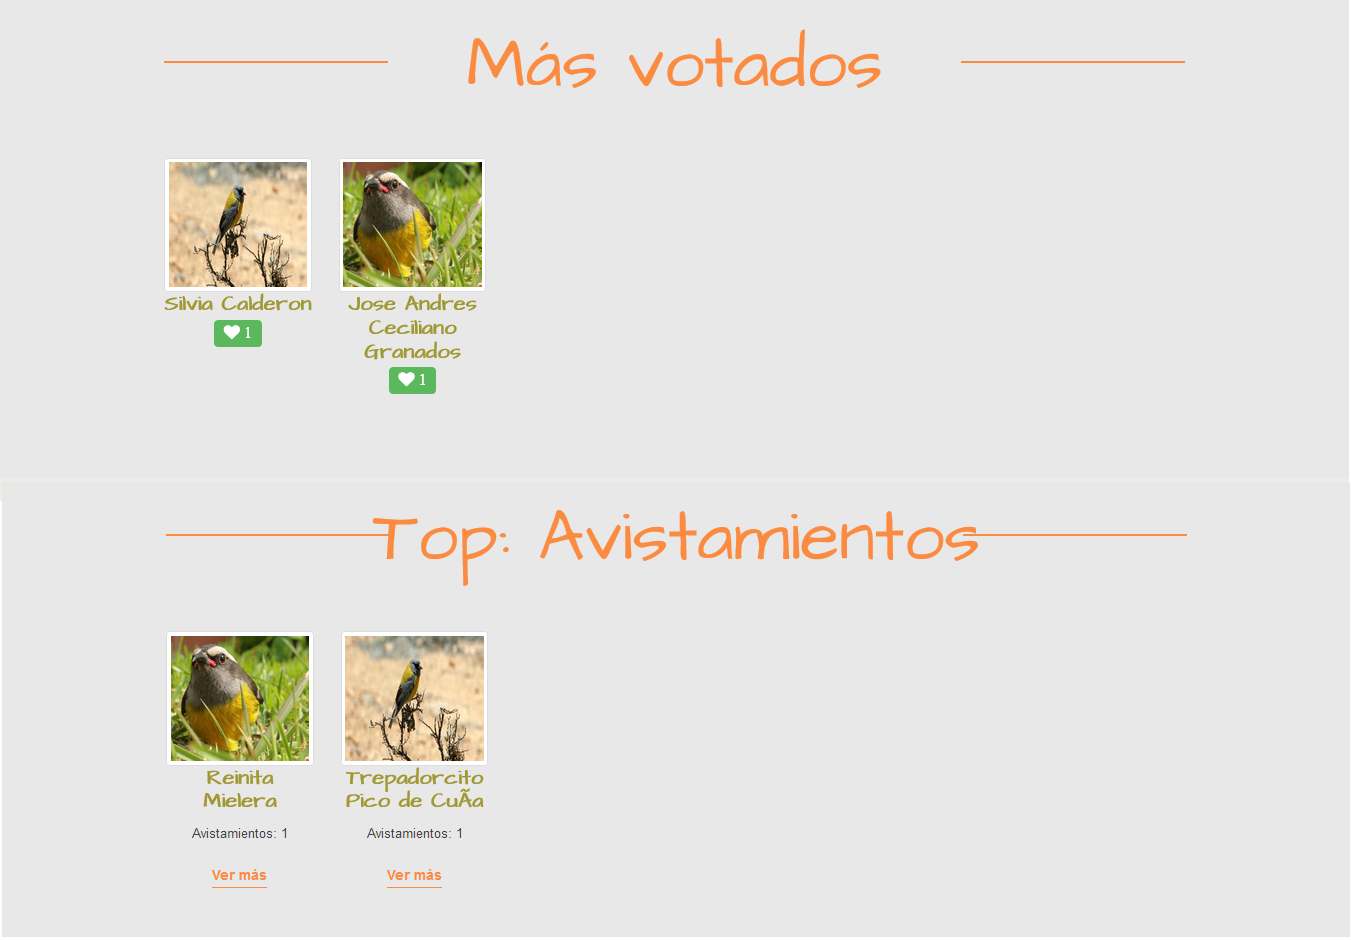 Más votados
Silvia Calderon
Jose Andres
Ceciliano
Granados
1
1
Top: Avistamientos
Reinita
Mielera
Trepadorcito
Pico de CuÃa
Avistamientos: 1
Avistamientos: 1
Ver más
Ver más